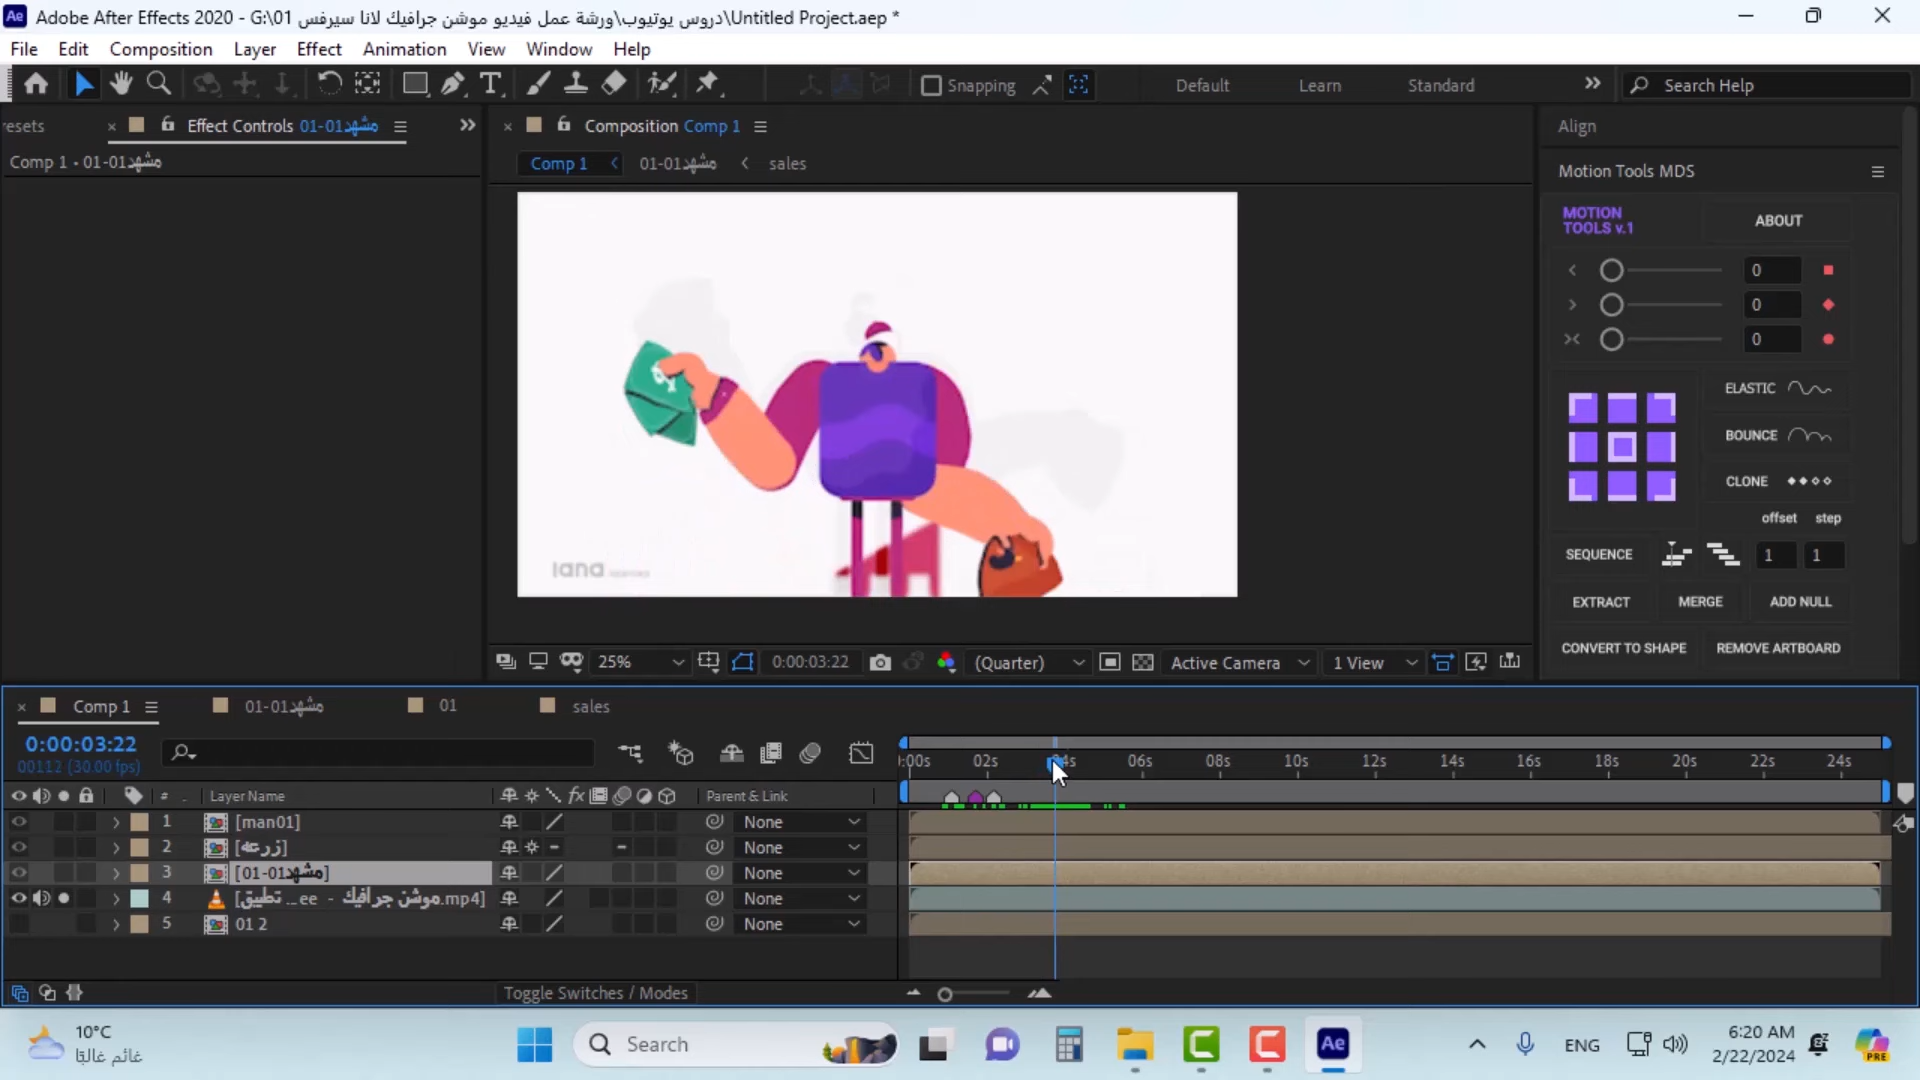 Adobe After Effects 2020 - G:\01 دروس يوتيوب\ورشة عمل فيديو موشن جرافيك لانا سيرفس\Untitled Project.aep *
File Edit Composition Layer Effect Animation View Window Help
Snapping Default Learn Standard Search Help
resets Effect Controls 01-01مشهد
Composition Comp 1
Align
Comp 1 • 01-01مشهد
Comp 1 01-01مشهد sales
Motion Tools MDS
MOTION TOOLS v.1 ABOUT
0
0
0
ELASTIC
BOUNCE
CLONE
offset step
SEQUENCE 1 1
EXTRACT MERGE ADD NULL
CONVERT TO SHAPE REMOVE ARTBOARD
lana
25% 0:00:03:22 (Quarter) Active Camera 1 View
Comp 1 01-01مشهد 01 sales
0:00:03:22
00112 (30.00 fps)
:00s 02s 04s 06s 08s 10s 12s 14s 16s 18s 20s 22s 24s
# Layer Name fx Parent & Link
1 [man01] None
2 [زرعه] None
3 [01-01مشهد] None
4 [تطبيق ...ee - موشن جرافيك.mp4] None
5 01 2 None
Toggle Switches / Modes
10°C
غائم غالبًا
Search
ENG
6:20 AM
2/22/2024
PRE